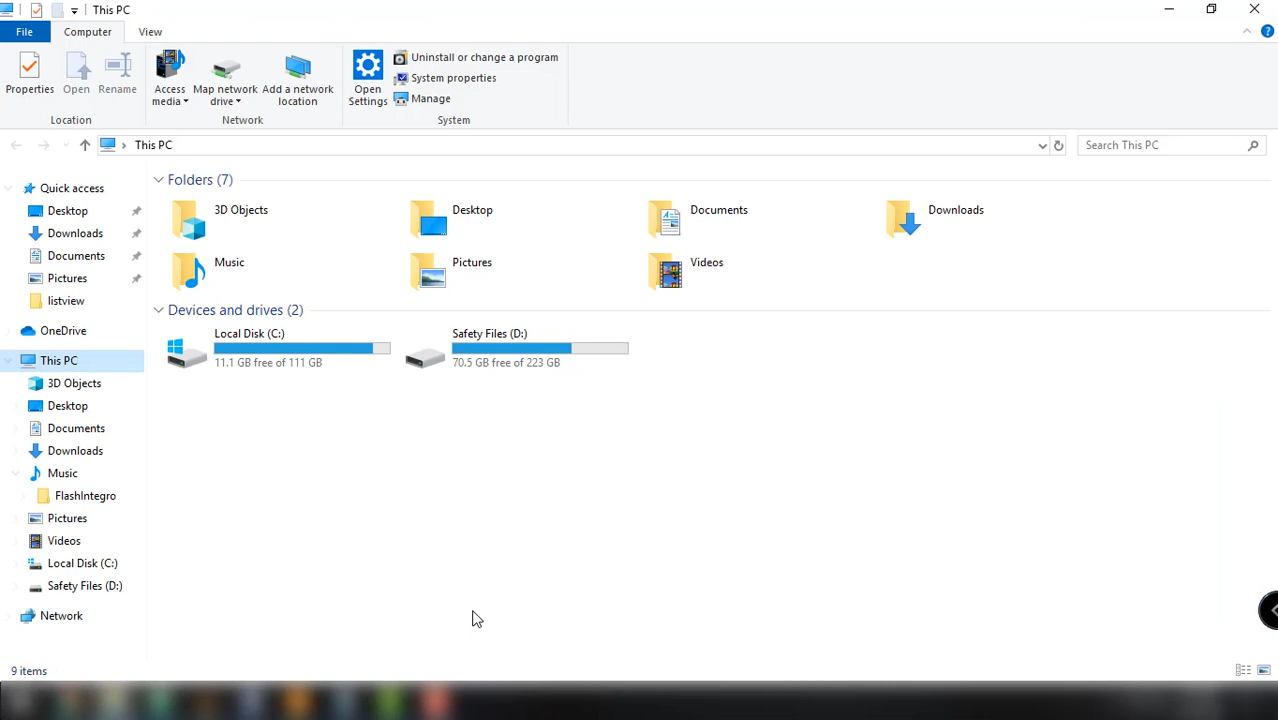 This PC
File Computer View
Properties Open Rename Access media Map network drive Add a network location Open Settings Uninstall or change a program
System properties
Manage
Location Network System
This PC Search This PC
Quick access
Desktop
Downloads
Documents
Pictures
listview
OneDrive
This PC
3D Objects
Desktop
Documents
Downloads
Music
FlashIntegro
Pictures
Videos
Local Disk (C:)
Safety Files (D:)
Network
Folders (7)
3D Objects Desktop Documents Downloads
Music Pictures Videos
Devices and drives (2)
Local Disk (C:) Safety Files (D:)
11.1 GB free of 111 GB 70.5 GB free of 223 GB
9 items